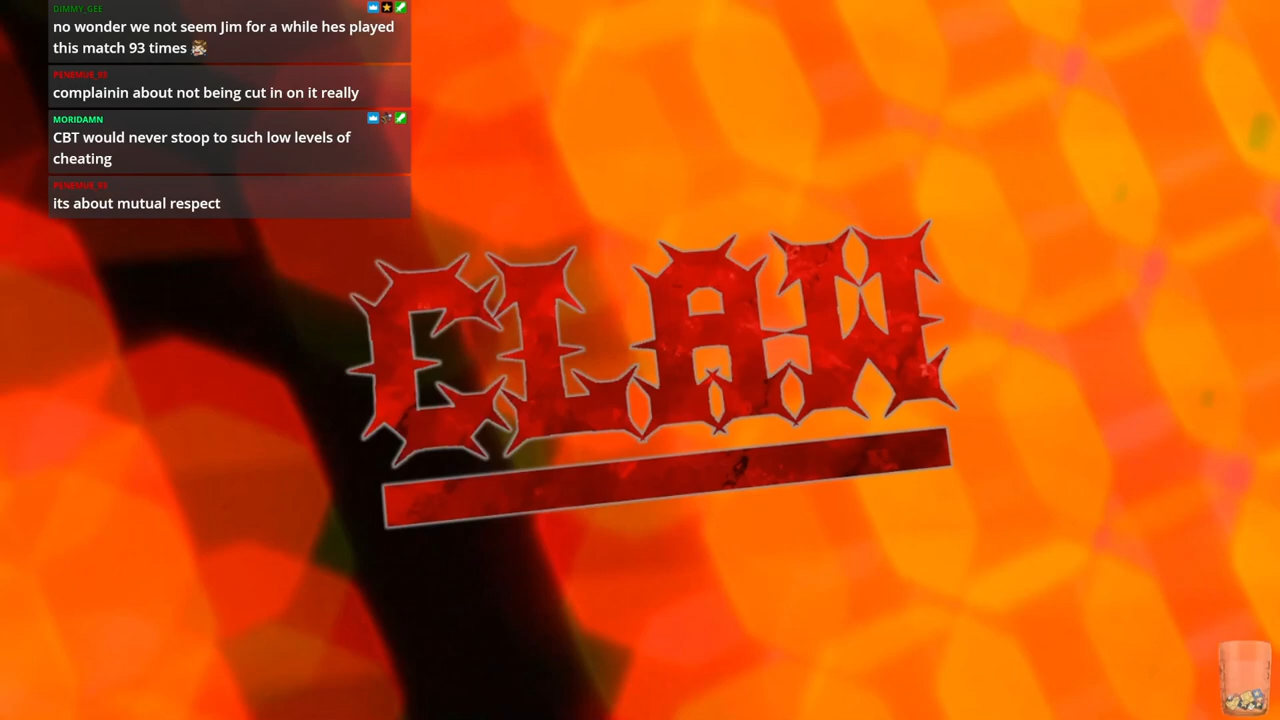 DIMMY_GEE
no wonder we not seem Jim for a while hes played
this match 93 times
complainin about not being cut in on it really
MORIDAMN
CBT would never stoop to such low levels of
cheating
its about mutual respect
CLAW